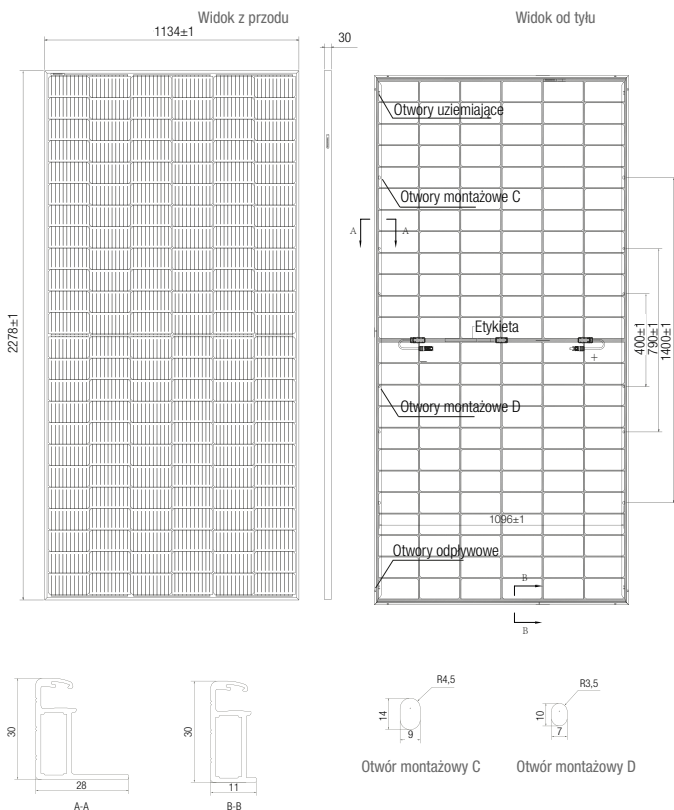 Widok z przodu
Widok od tyłu
1134±1
30
2278±1
Otwory uziemiające
Otwory montażowe C
A
A
Etykieta
400±1
790±1
1400±1
−
+
Otwory montażowe D
1096±1
Otwory odpływowe
B
B
30
28
A-A
30
11
B-B
R4,5
14
9
Otwór montażowy C
R3,5
10
7
Otwór montażowy D